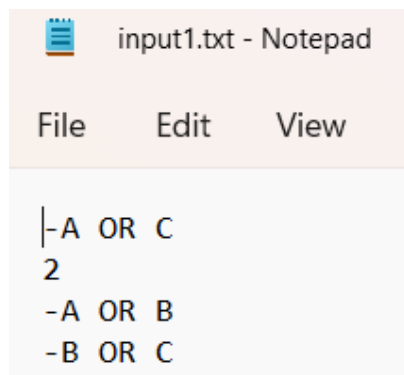 input1.txt - Notepad
File Edit View
-A OR C
2
-A OR B
-B OR C